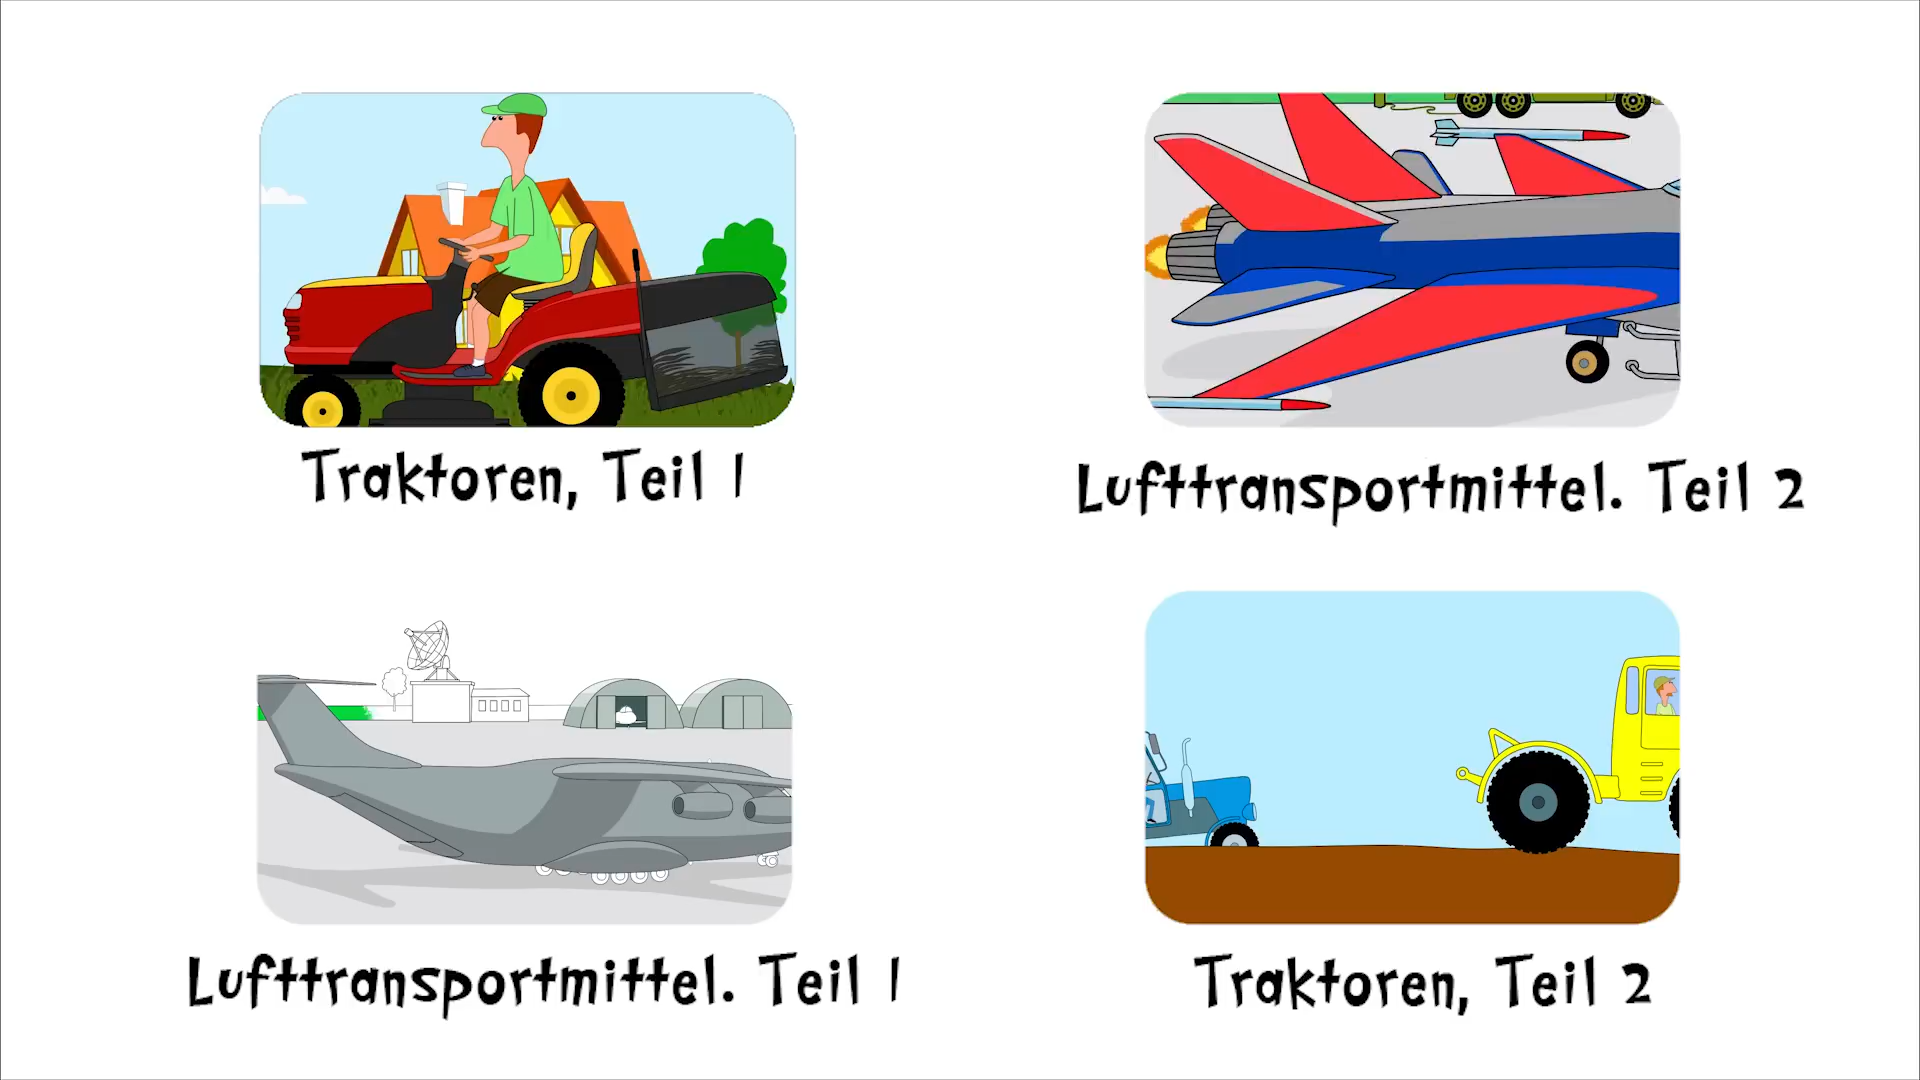 Traktoren, Teil 1
Lufttransportmittel. Teil 2
Lufttransportmittel. Teil 1
Traktoren, Teil 2